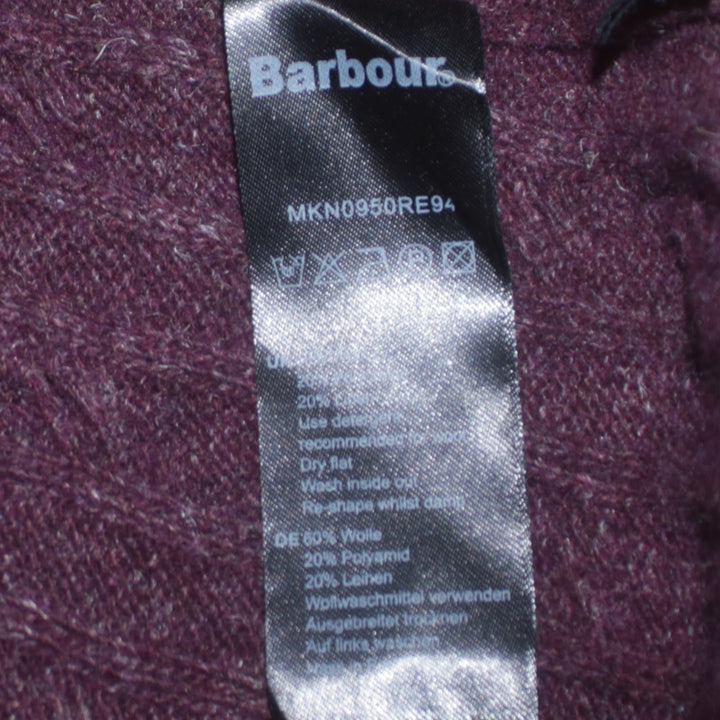 Barbour®
MKN0950RE94
UK
20%
Use detergent
recommended for wool
Dry flat
Wash inside out
Re-shape whilst damp
DE 60% Wolle
20% Polyamid
20% Leinen
Wollwaschmittel verwenden
Ausgebreitet trocknen
Auf links waschen